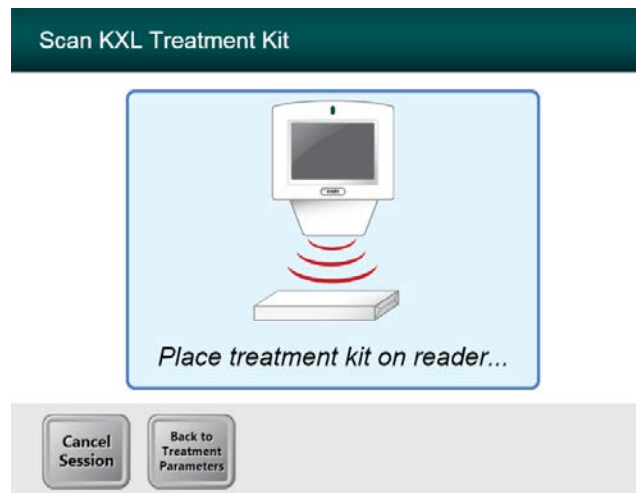 Scan KXL Treatment Kit
Place treatment kit on reader...
Cancel
Session
Back to
Treatment
Parameters